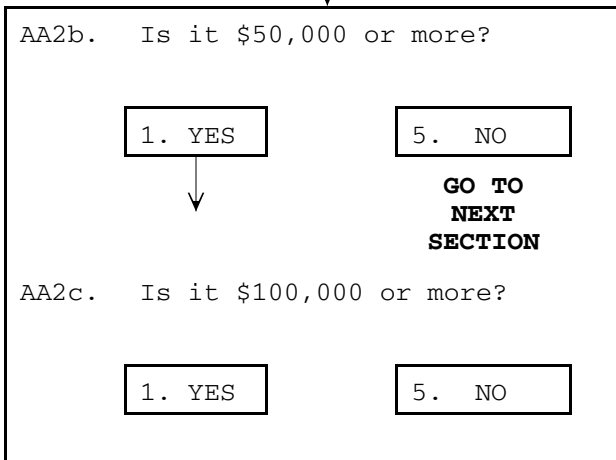 AA2b. Is it $50,000 or more?
1. YES 5. NO
GO TO
NEXT
SECTION
AA2c. Is it $100,000 or more?
1. YES 5. NO